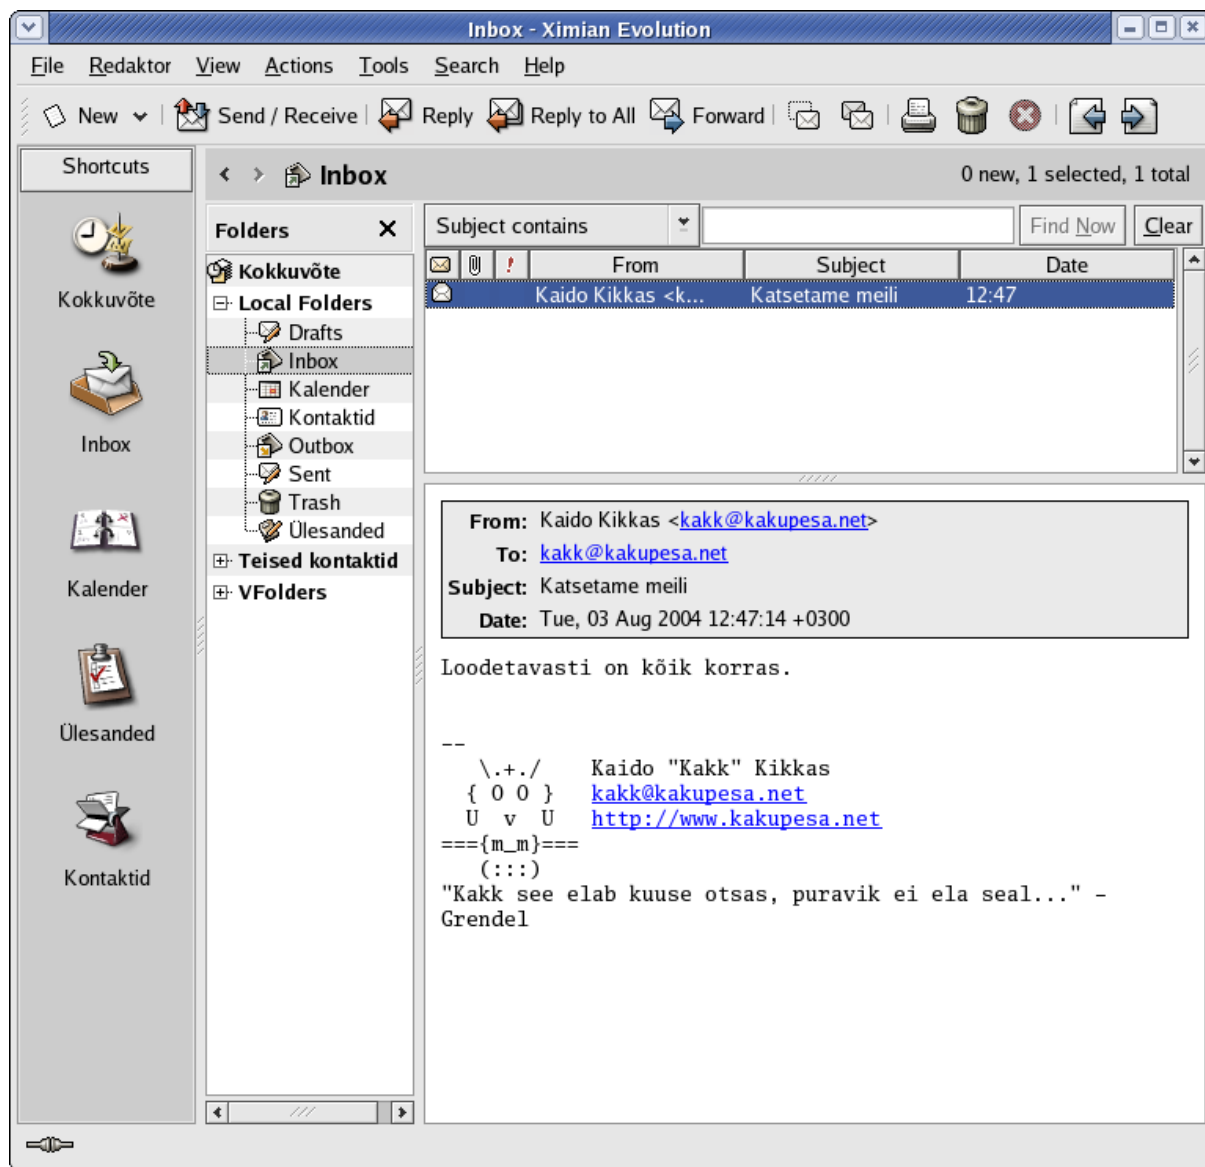 Inbox - Ximian Evolution
File Redaktor View Actions Tools Search Help
New Send / Receive Reply Reply to All Forward
Shortcuts
Kokkuvõte
Inbox
Kalender
Ülesanded
Kontaktid
Inbox
0 new, 1 selected, 1 total
Folders
Kokkuvõte
Local Folders
Drafts
Inbox
Kalender
Kontaktid
Outbox
Sent
Trash
Ülesanded
Teised kontaktid
VFolders
Subject contains Find Now Clear
From Subject Date
Kaido Kikkas <k... Katsetame meili 12:47
From: Kaido Kikkas <kakk@kakupesa.net>
To: kakk@kakupesa.net
Subject: Katsetame meili
Date: Tue, 03 Aug 2004 12:47:14 +0300
Loodetavasti on kõik korras.
--
\.+./ Kaido "Kakk" Kikkas
{ O O } kakk@kakupesa.net
U v U http://www.kakupesa.net
==={m_m}===
(:::)
"Kakk see elab kuuse otsas, puravik ei ela seal..." -
Grendel